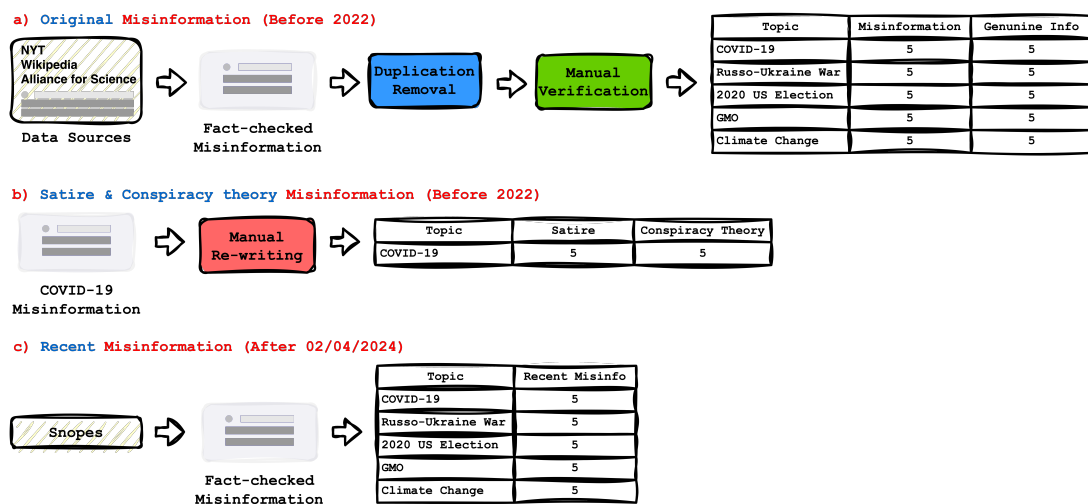 a) Original Misinformation (Before 2022)
NYT
Wikipedia
Alliance for Science
Data Sources
Fact-checked
Misinformation
Duplication
Removal
Manual
Verification
Topic Misinformation Genunine Info
COVID-19 5 5
Russo-Ukraine War 5 5
2020 US Election 5 5
GMO 5 5
Climate Change 5 5
b) Satire & Conspiracy theory Misinformation (Before 2022)
COVID-19
Misinformation
Manual
Re-writing
Topic Satire Conspiracy Theory
COVID-19 5 5
c) Recent Misinformation (After 02/04/2024)
Snopes
Fact-checked
Misinformation
Topic Recent Misinfo
COVID-19 5
Russo-Ukraine War 5
2020 US Election 5
GMO 5
Climate Change 5